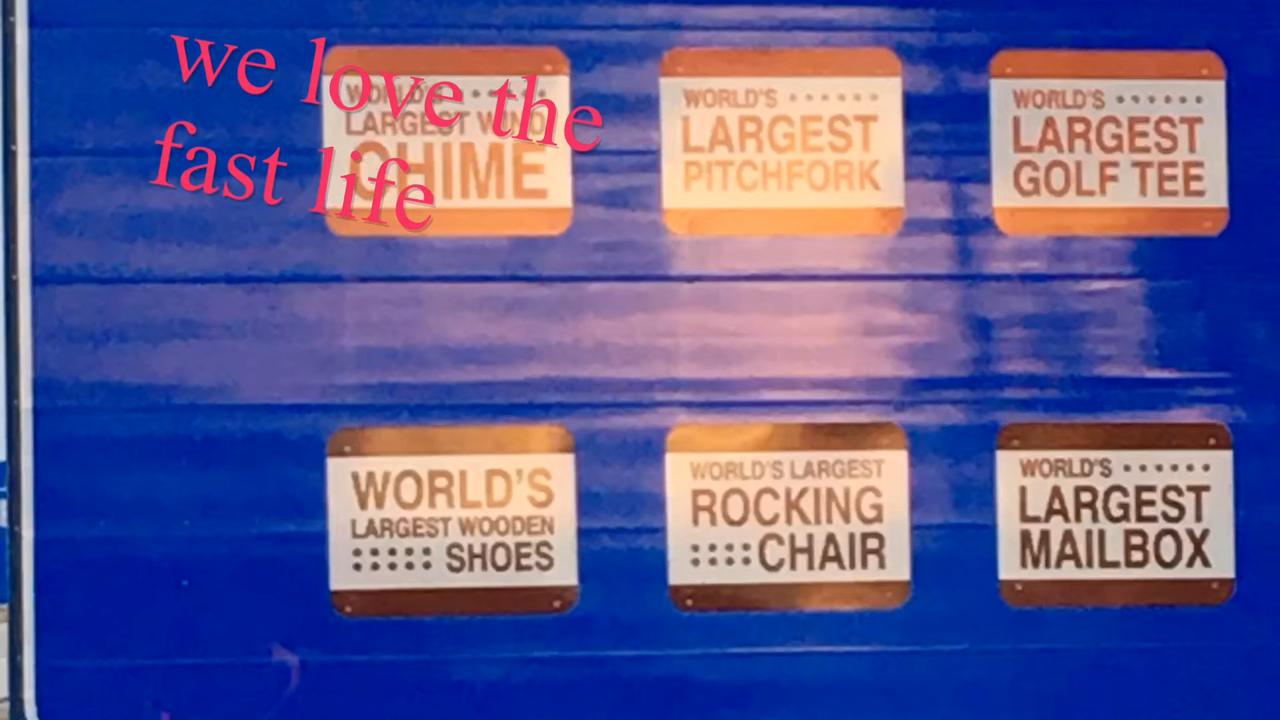 we love the
fast life
WORLD'S
LARGEST WIND
CHIME
WORLD'S
LARGEST
PITCHFORK
WORLD'S
LARGEST
GOLF TEE
WORLD'S
LARGEST WOODEN
SHOES
WORLD'S LARGEST
ROCKING
CHAIR
WORLD'S
LARGEST
MAILBOX